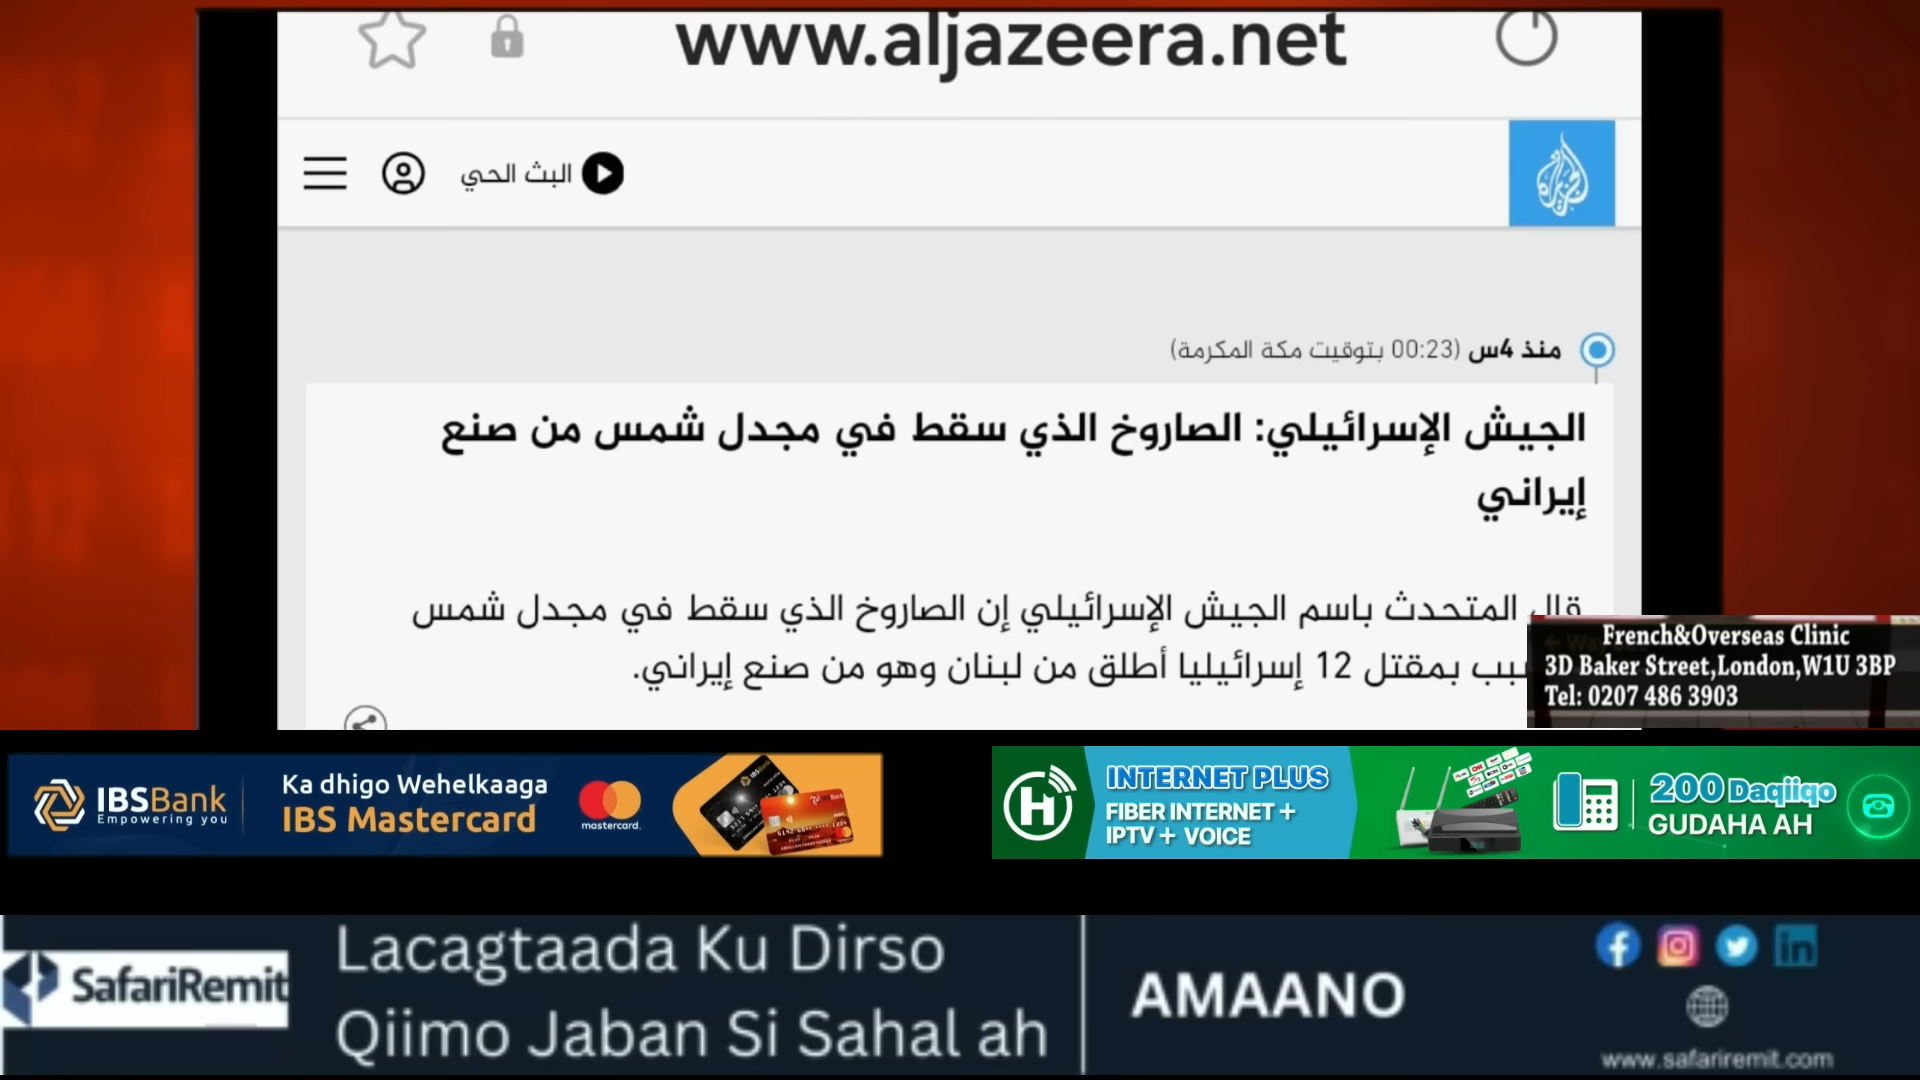 www.aljazeera.net
البث الحي
منذ 4س (00:23 بتوقيت مكة المكرمة)
الجيش الإسرائيلي: الصاروخ الذي سقط في مجدل شمس من صنع
إيراني
قال المتحدث باسم الجيش الإسرائيلي إن الصاروخ الذي سقط في مجدل شمس
بمقتل 12 إسرائيليا أطلق من لبنان وهو من صنع إيراني.
French&Overseas Clinic
3D Baker Street,London,W1U 3BP
Tel: 0207 486 3903
IBSBank
Empowering you
Ka dhigo Wehelkaaga
IBS Mastercard
mastercard.
H
INTERNET PLUS
FIBER INTERNET +
IPTV + VOICE
200 Daqiiqo
GUDAHA AH
SafariRemit
Lacagtaada Ku Dirso
Qiimo Jaban Si Sahal ah
AMAANO
www.safariremit.com